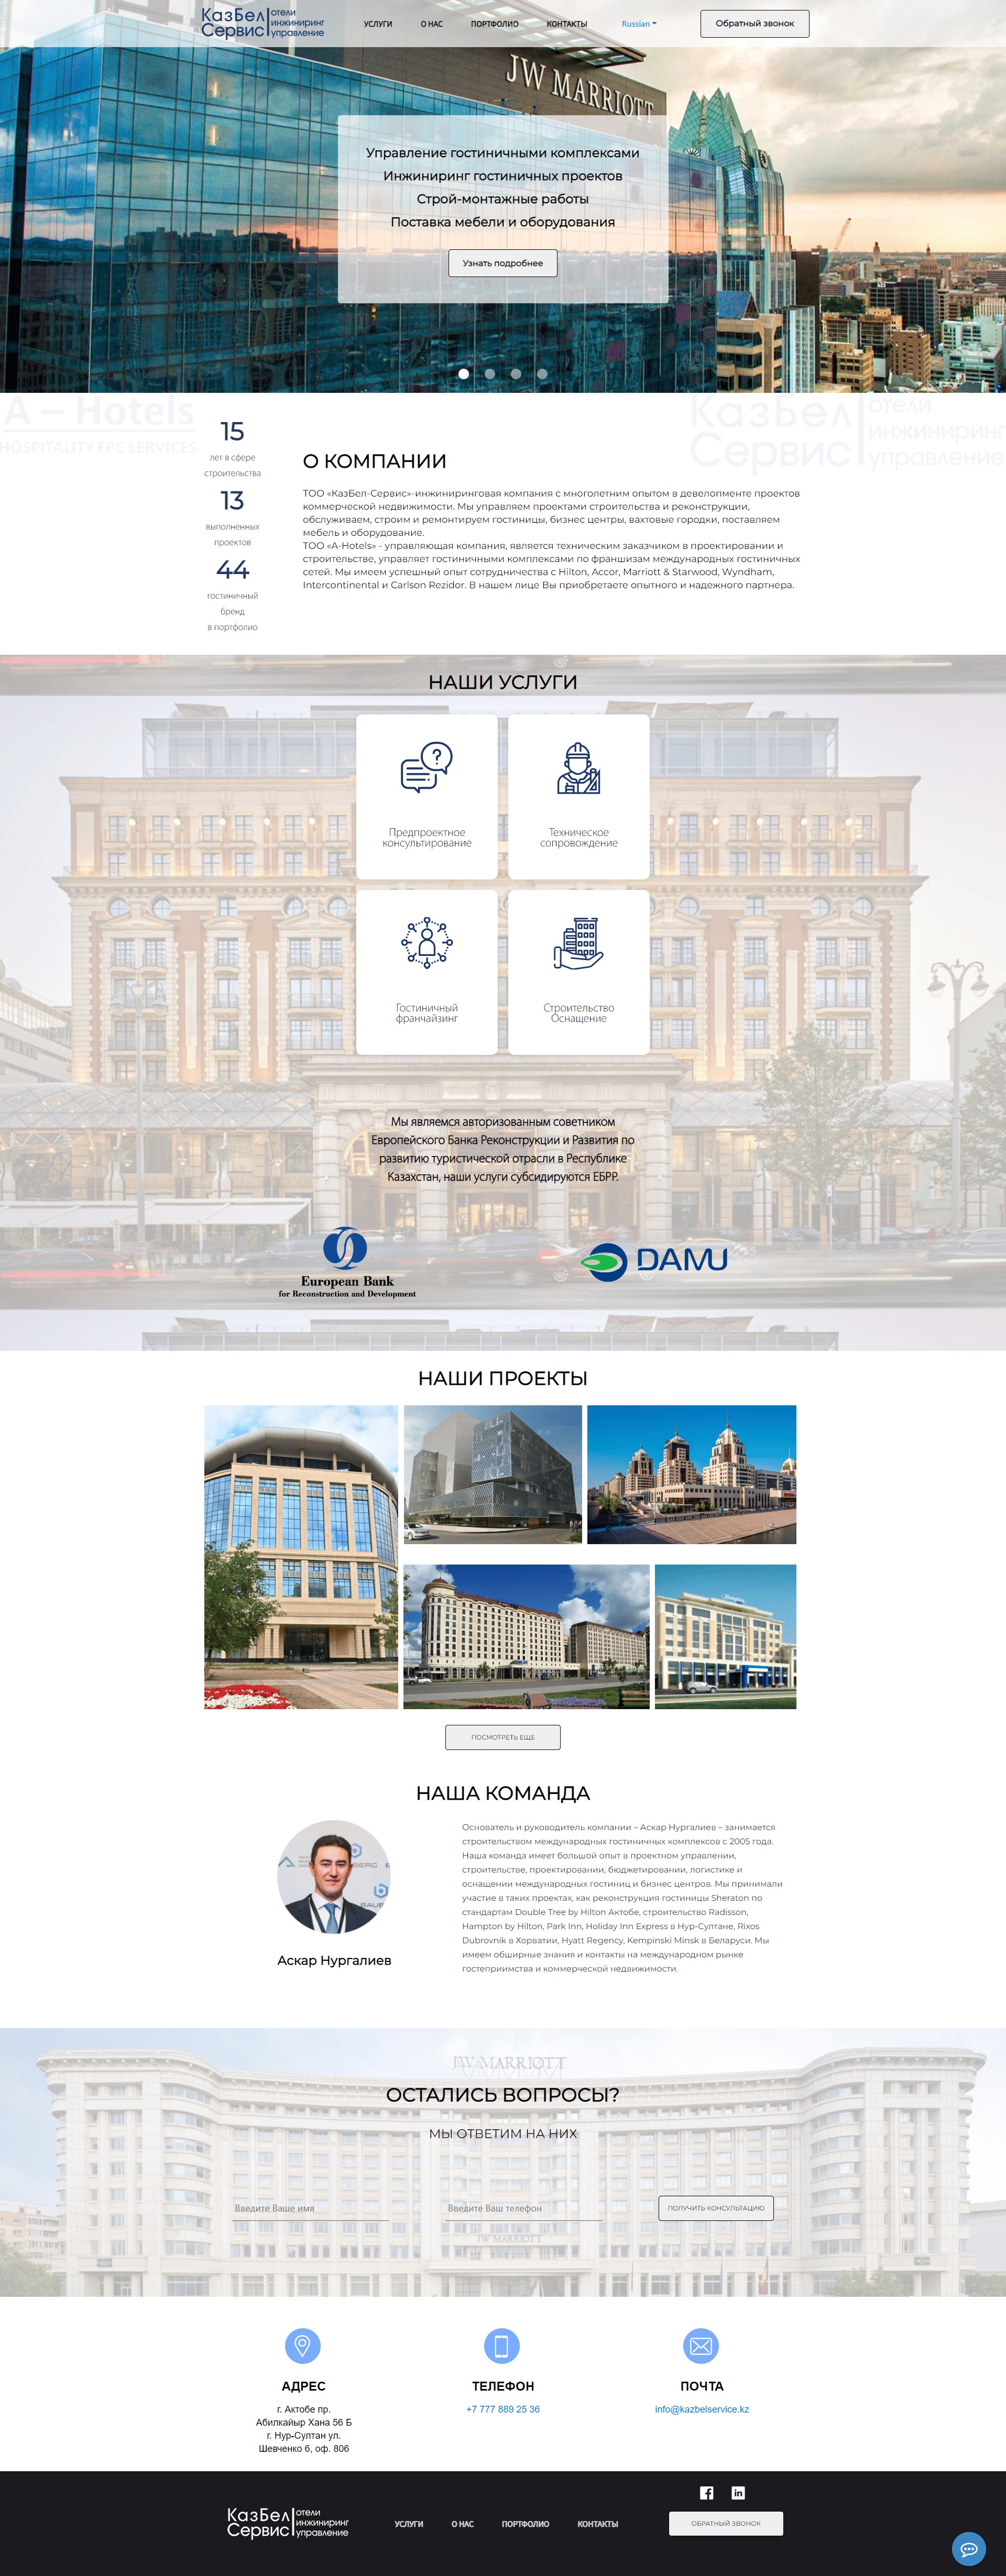 КазБел
Сервис
отели
инжиниринг
управление
УСЛУГИ
О НАС
ПОРТФОЛИО
КОНТАКТЫ
Russian
Обратный звонок
JW MARRIOTT
Управление гостиничными комплексами
Инжиниринг гостиничных проектов
Строй-монтажные работы
Поставка мебели и оборудования
Узнать подробнее
A – Hotels
HOSPITALITY EPC SERVICES
КазБел
Сервис
отели
инжиниринг
управление
15
лет в сфере
строительства
13
выполненных
проектов
44
гостиничный
бренд
в портфолио
О КОМПАНИИ
ТОО «КазБел-Сервис»-инжиниринговая компания с многолетним опытом в девелопменте проектов
коммерческой недвижимости. Мы управляем проектами строительства и реконструкции,
обслуживаем, строим и ремонтируем гостиницы, бизнес центры, вахтовые городки, поставляем
мебель и оборудование.
ТОО «A-Hotels» - управляющая компания, является техническим заказчиком в проектировании и
строительстве, управляет гостиничными комплексами по франшизам международных гостиничных
сетей. Мы имеем успешный опыт сотрудничества с Hilton, Accor, Marriott & Starwood, Wyndham,
Intercontinental и Carlson Rezidor. В нашем лице Вы приобретаете опытного и надежного партнера.
НАШИ УСЛУГИ
Предпроектное
консультирование
Техническое
сопровождение
Гостиничный
франчайзинг
Строительство
Оснащение
Мы являемся авторизованным советником
Европейского Банка Реконструкции и Развития по
развитию туристической отрасли в Республике
Казахстан, наши услуги субсидируются ЕБРР.
European Bank
for Reconstruction and Development
DAMU
НАШИ ПРОЕКТЫ
ПОСМОТРЕТЬ ЕЩЕ
НАША КОМАНДА
Аскар Нургалиев
Основатель и руководитель компании – Аскар Нургалиев – занимается
строительством международных гостиничных комплексов с 2005 года.
Наша команда имеет большой опыт в проектном управлении,
строительстве, проектировании, бюджетировании, логистике и
оснащении международных гостиниц и бизнес центров. Мы принимали
участие в таких проектах, как реконструкция гостиницы Sheraton по
стандартам Double Tree by Hilton Актобе, строительство Radisson,
Hampton by Hilton, Park Inn, Holiday Inn Express в Нур-Султане, Rixos
Dubrovnik в Хорватии, Hyatt Regency, Kempinski Minsk в Беларуси. Мы
имеем обширные знания и контакты на международном рынке
гостеприимства и коммерческой недвижимости.
JW MARRIOTT
ОСТАЛИСЬ ВОПРОСЫ?
МЫ ОТВЕТИМ НА НИХ
Введите Ваше имя
Введите Ваш телефон
ПОЛУЧИТЬ КОНСУЛЬТАЦИЮ
JW MARRIOTT
АДРЕС
г. Актобе пр.
Абилкайыр Хана 56 Б
г. Нур-Султан ул.
Шевченко 6, оф. 806
ТЕЛЕФОН
+7 777 889 25 36
ПОЧТА
info@kazbelservice.kz
КазБел
Сервис
отели
инжиниринг
управление
УСЛУГИ
О НАС
ПОРТФОЛИО
КОНТАКТЫ
ОБРАТНЫЙ ЗВОНОК